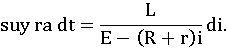 suy ra dt = L / (E − (R + r)i) di.